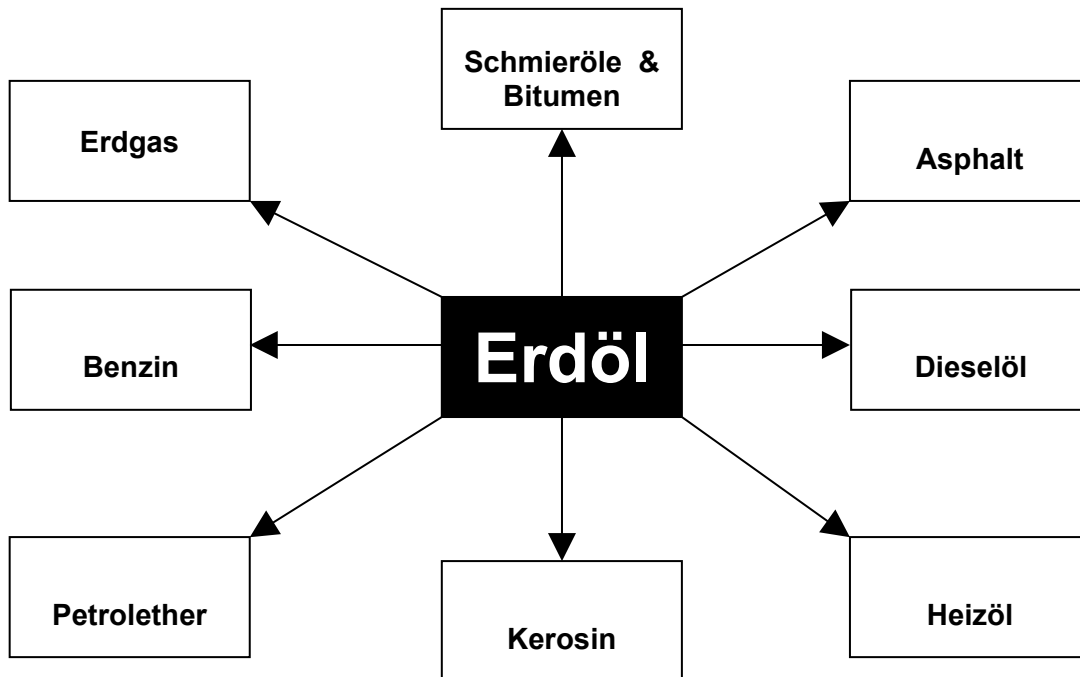 Schmieröle &
Bitumen
Erdgas
Asphalt
Erdöl
Benzin
Dieselöl
Petrolether
Kerosin
Heizöl